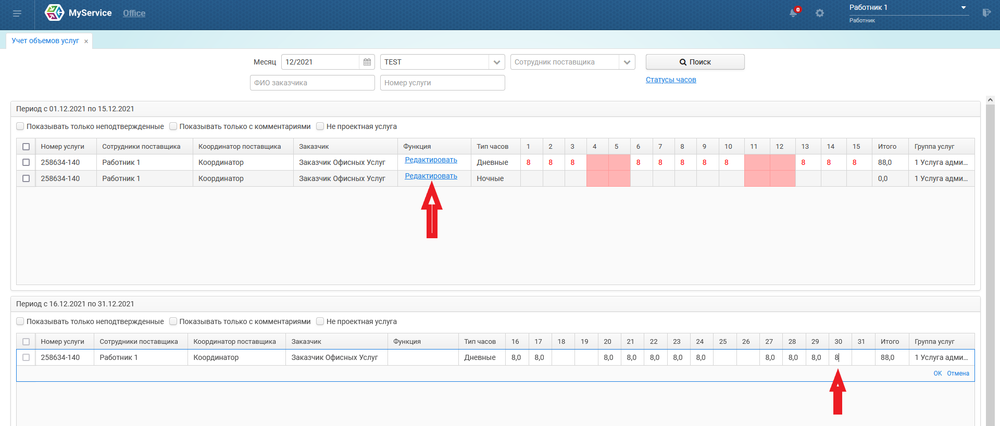 MyService Office 0 Работник 1
Работник
Учет объемов услуг ×
Месяц 12/2021 TEST Сотрудник поставщика Поиск
ФИО заказчика Номер услуги Статусы часов
Период с 01.12.2021 по 15.12.2021
Показывать только неподтвержденные Показывать только с комментариями Не проектная услуга
Номер услуги Сотрудники поставщика Координатор поставщика Заказчик Функция Тип часов 1 2 3 4 5 6 7 8 9 10 11 12 13 14 15 Итого Группа услуг
258634-140 Работник 1 Координатор Заказчик Офисных Услуг Редактировать Дневные 8 8 8 8 8 8 8 8 8 8 8 88,0 1 Услуга адми...
258634-140 Работник 1 Координатор Заказчик Офисных Услуг Редактировать Ночные 0,0 1 Услуга адми...
Период с 16.12.2021 по 31.12.2021
Показывать только неподтвержденные Показывать только с комментариями Не проектная услуга
Номер услуги Сотрудники поставщика Координатор поставщика Заказчик Функция Тип часов 16 17 18 19 20 21 22 23 24 25 26 27 28 29 30 31 Итого Группа услуг
258634-140 Работник 1 Координатор Заказчик Офисных Услуг Дневные 8,0 8,0 8,0 8,0 8,0 8,0 8,0 8,0 8,0 8,0 8 88,0 1 Услуга адми...
ОК Отмена